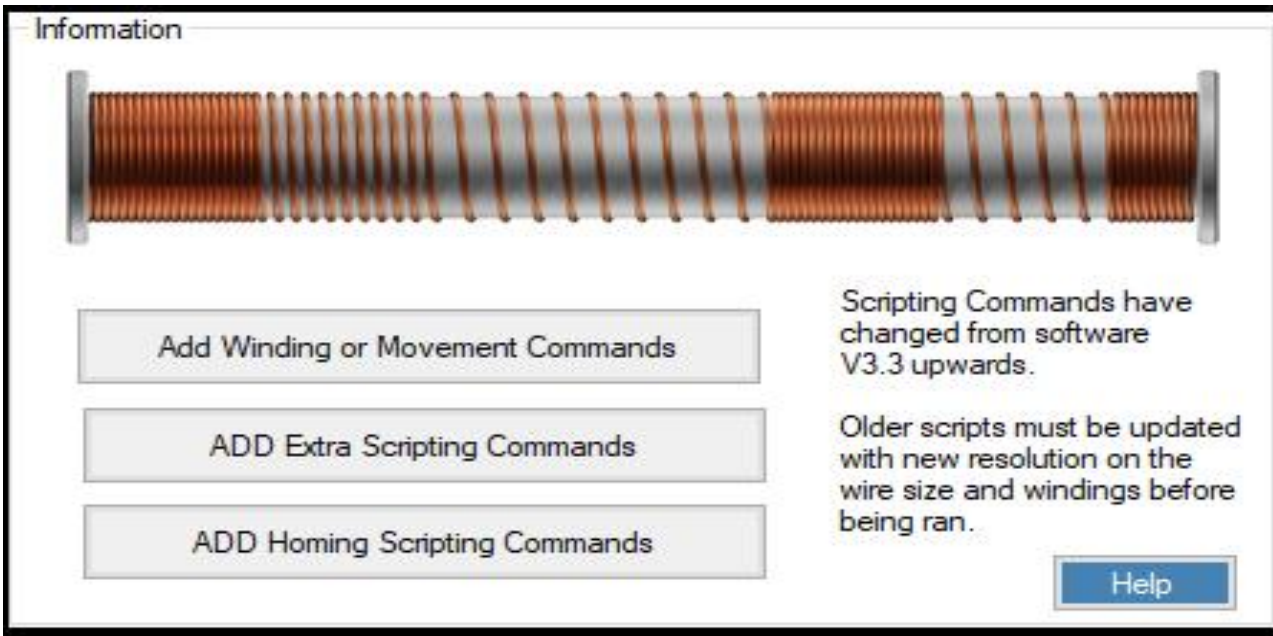 Information
Add Winding or Movement Commands
ADD Extra Scripting Commands
ADD Homing Scripting Commands
Scripting Commands have
changed from software
V3.3 upwards.
Older scripts must be updated
with new resolution on the
wire size and windings before
being ran.
Help